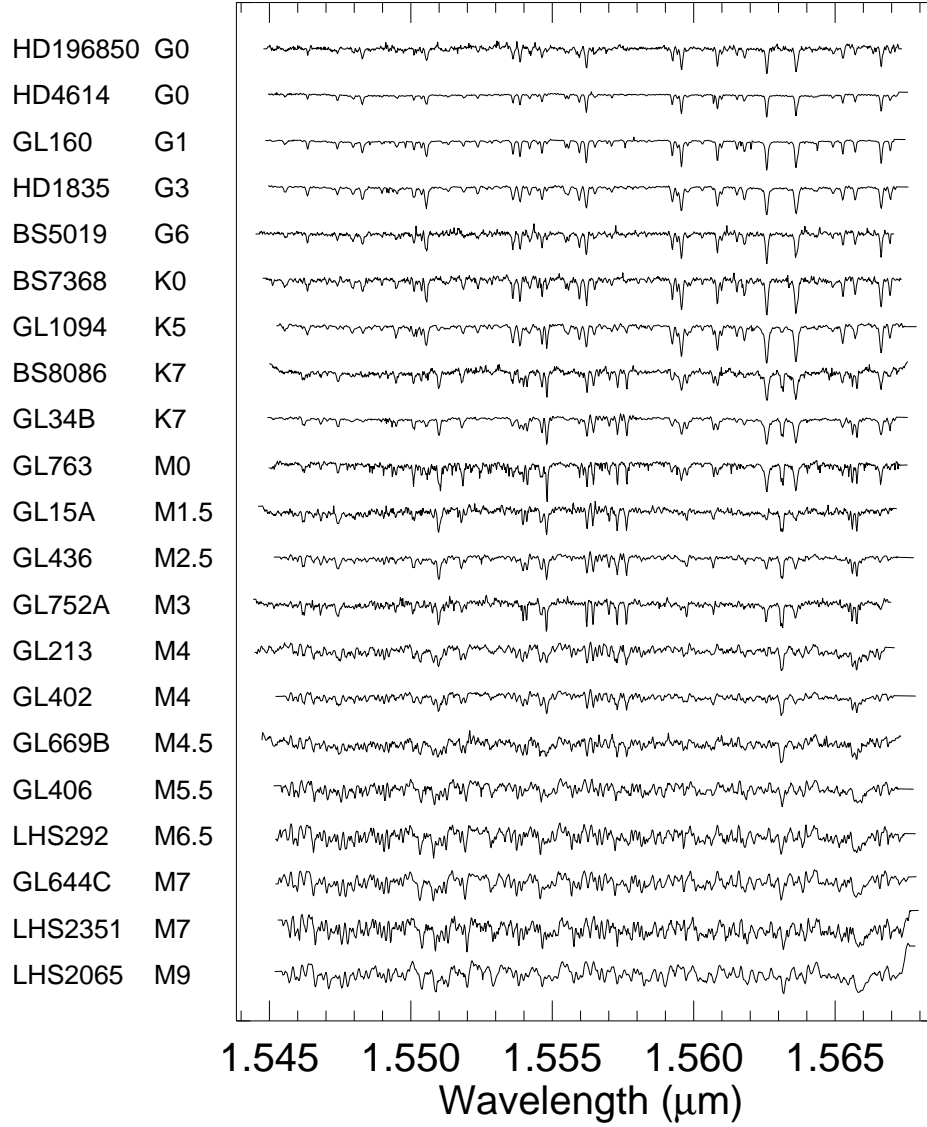 HD196850 G0
HD4614 G0
GL160 G1
HD1835 G3
BS5019 G6
BS7368 K0
GL1094 K5
BS8086 K7
GL34B K7
GL763 M0
GL15A M1.5
GL436 M2.5
GL752A M3
GL213 M4
GL402 M4
GL669B M4.5
GL406 M5.5
LHS292 M6.5
GL644C M7
LHS2351 M7
LHS2065 M9
1.545 1.550 1.555 1.560 1.565
Wavelength (μm)